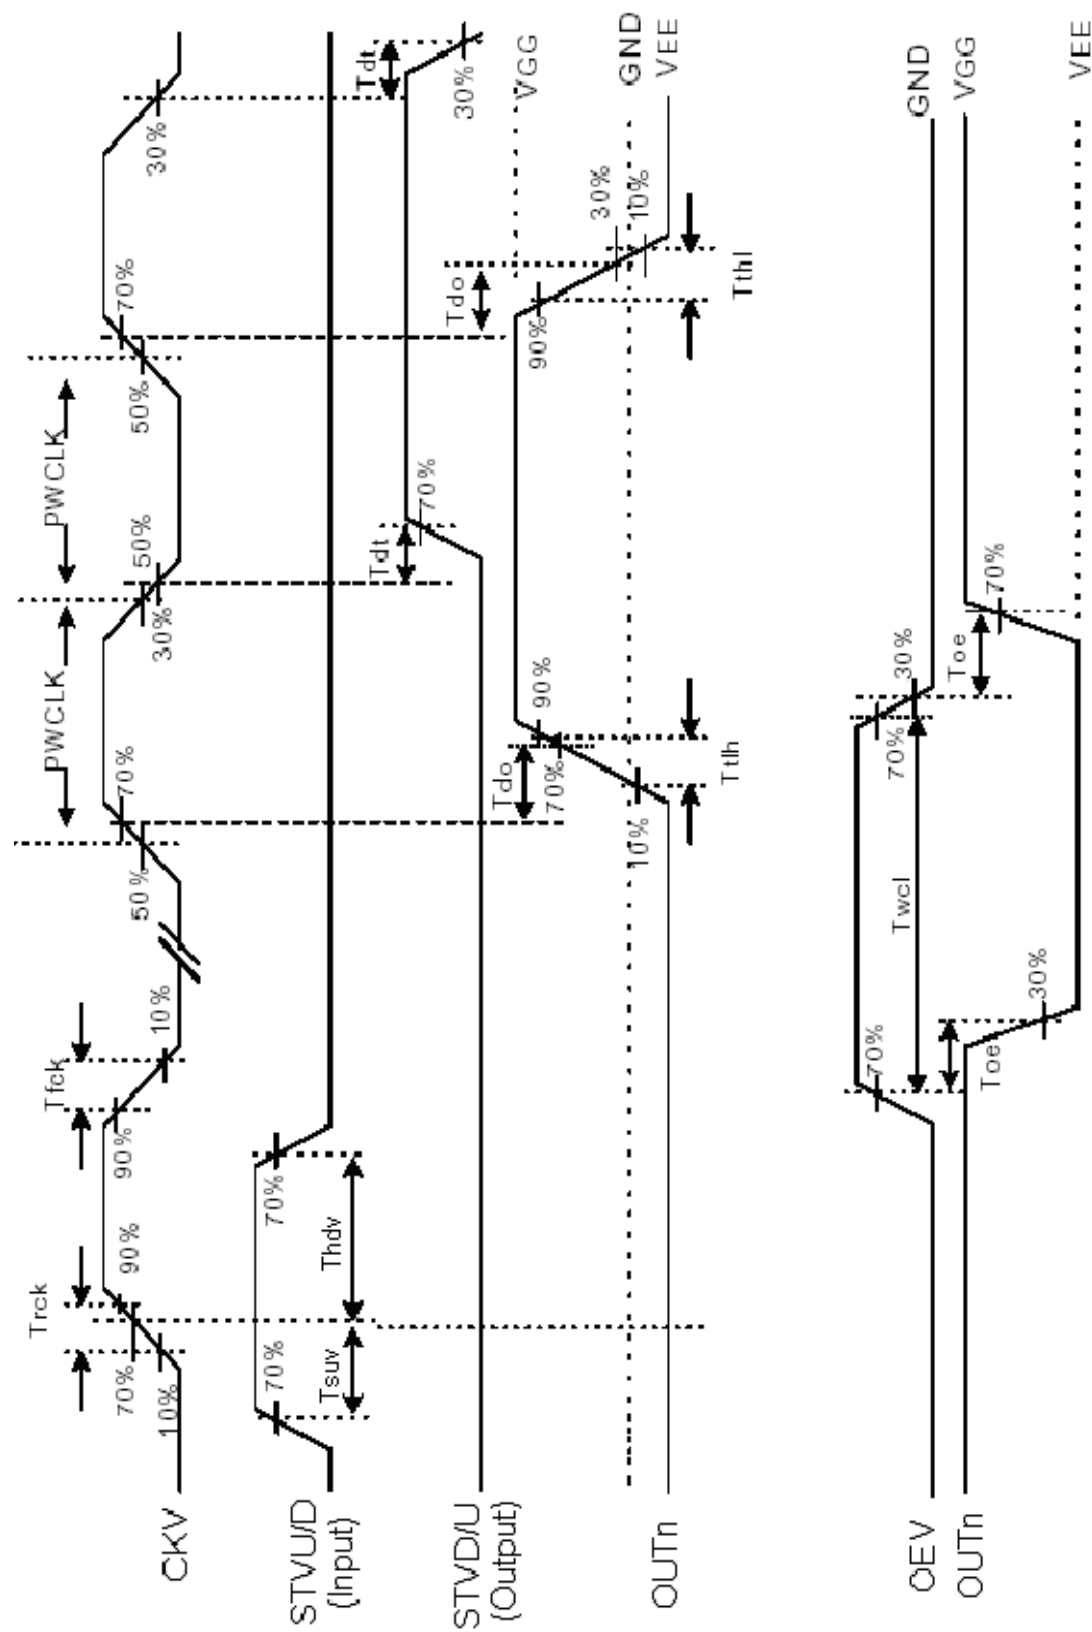 Trck
Tfck
PWCLK
PWCLK
90%
90%
10%
70%
30%
50%
70%
30%
70%
10%
50%
50%
CKV
70%
70%
STVU/D
(Input)
Tsuv
Thdv
Tdt
70%
Tdt
30%
STVD/U
(Output)
Tdo
90%
70%
Tdo
90%
30%
VGG
10%
10%
GND
OUTn
VEE
Ttlh
Tthl
70%
70%
30%
OEV
Twcl
GND
OUTn
Toe
30%
Toe
70%
VGG
VEE